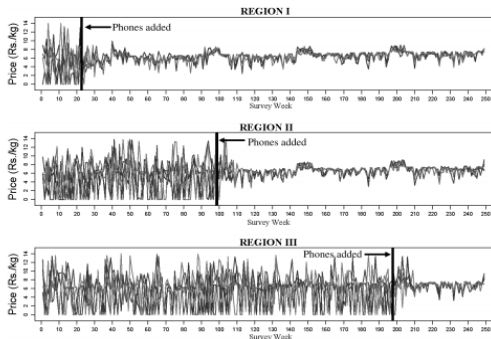 REGION I
Price (Rs./kg)
0 2 4 6 8 10 12 14
Phones added
0 10 20 30 40 50 60 70 80 90 100 110 120 130 140 150 160 170 180 190 200 210 220 230 240 250
Survey Week
REGION II
Price (Rs./kg)
0 2 4 6 8 10 12 14
Phones added
0 10 20 30 40 50 60 70 80 90 100 110 120 130 140 150 160 170 180 190 200 210 220 230 240 250
Survey Week
REGION III
Price (Rs./kg)
0 2 4 6 8 10 12 14
Phones added
0 10 20 30 40 50 60 70 80 90 100 110 120 130 140 150 160 170 180 190 200 210 220 230 240 250
Survey Week